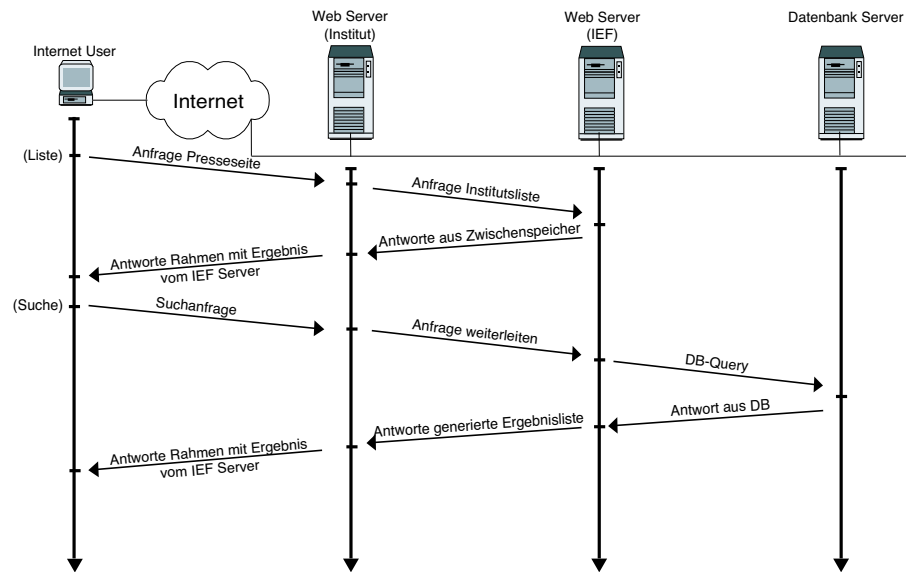 Internet User
Web Server
(Institut)
Web Server
(IEF)
Datenbank Server
Internet
(Liste)
Anfrage Presseseite
Anfrage Institutsliste
Antworte aus Zwischenspeicher
Antworte Rahmen mit Ergebnis
vom IEF Server
(Suche)
Suchanfrage
Anfrage weiterleiten
DB-Query
Antwort aus DB
Antworte generierte Ergebnisliste
Antworte Rahmen mit Ergebnis
vom IEF Server